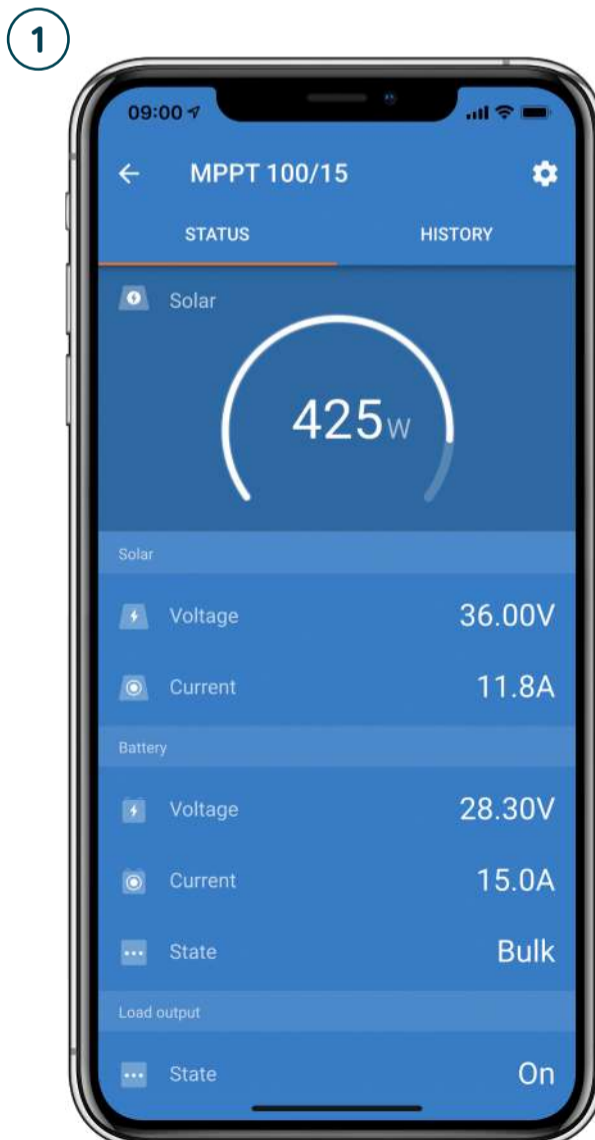 1
09:00
MPPT 100/15
STATUS HISTORY
Solar
425W
Solar
Voltage 36.00V
Current 11.8A
Battery
Voltage 28.30V
Current 15.0A
State Bulk
Load output
State On